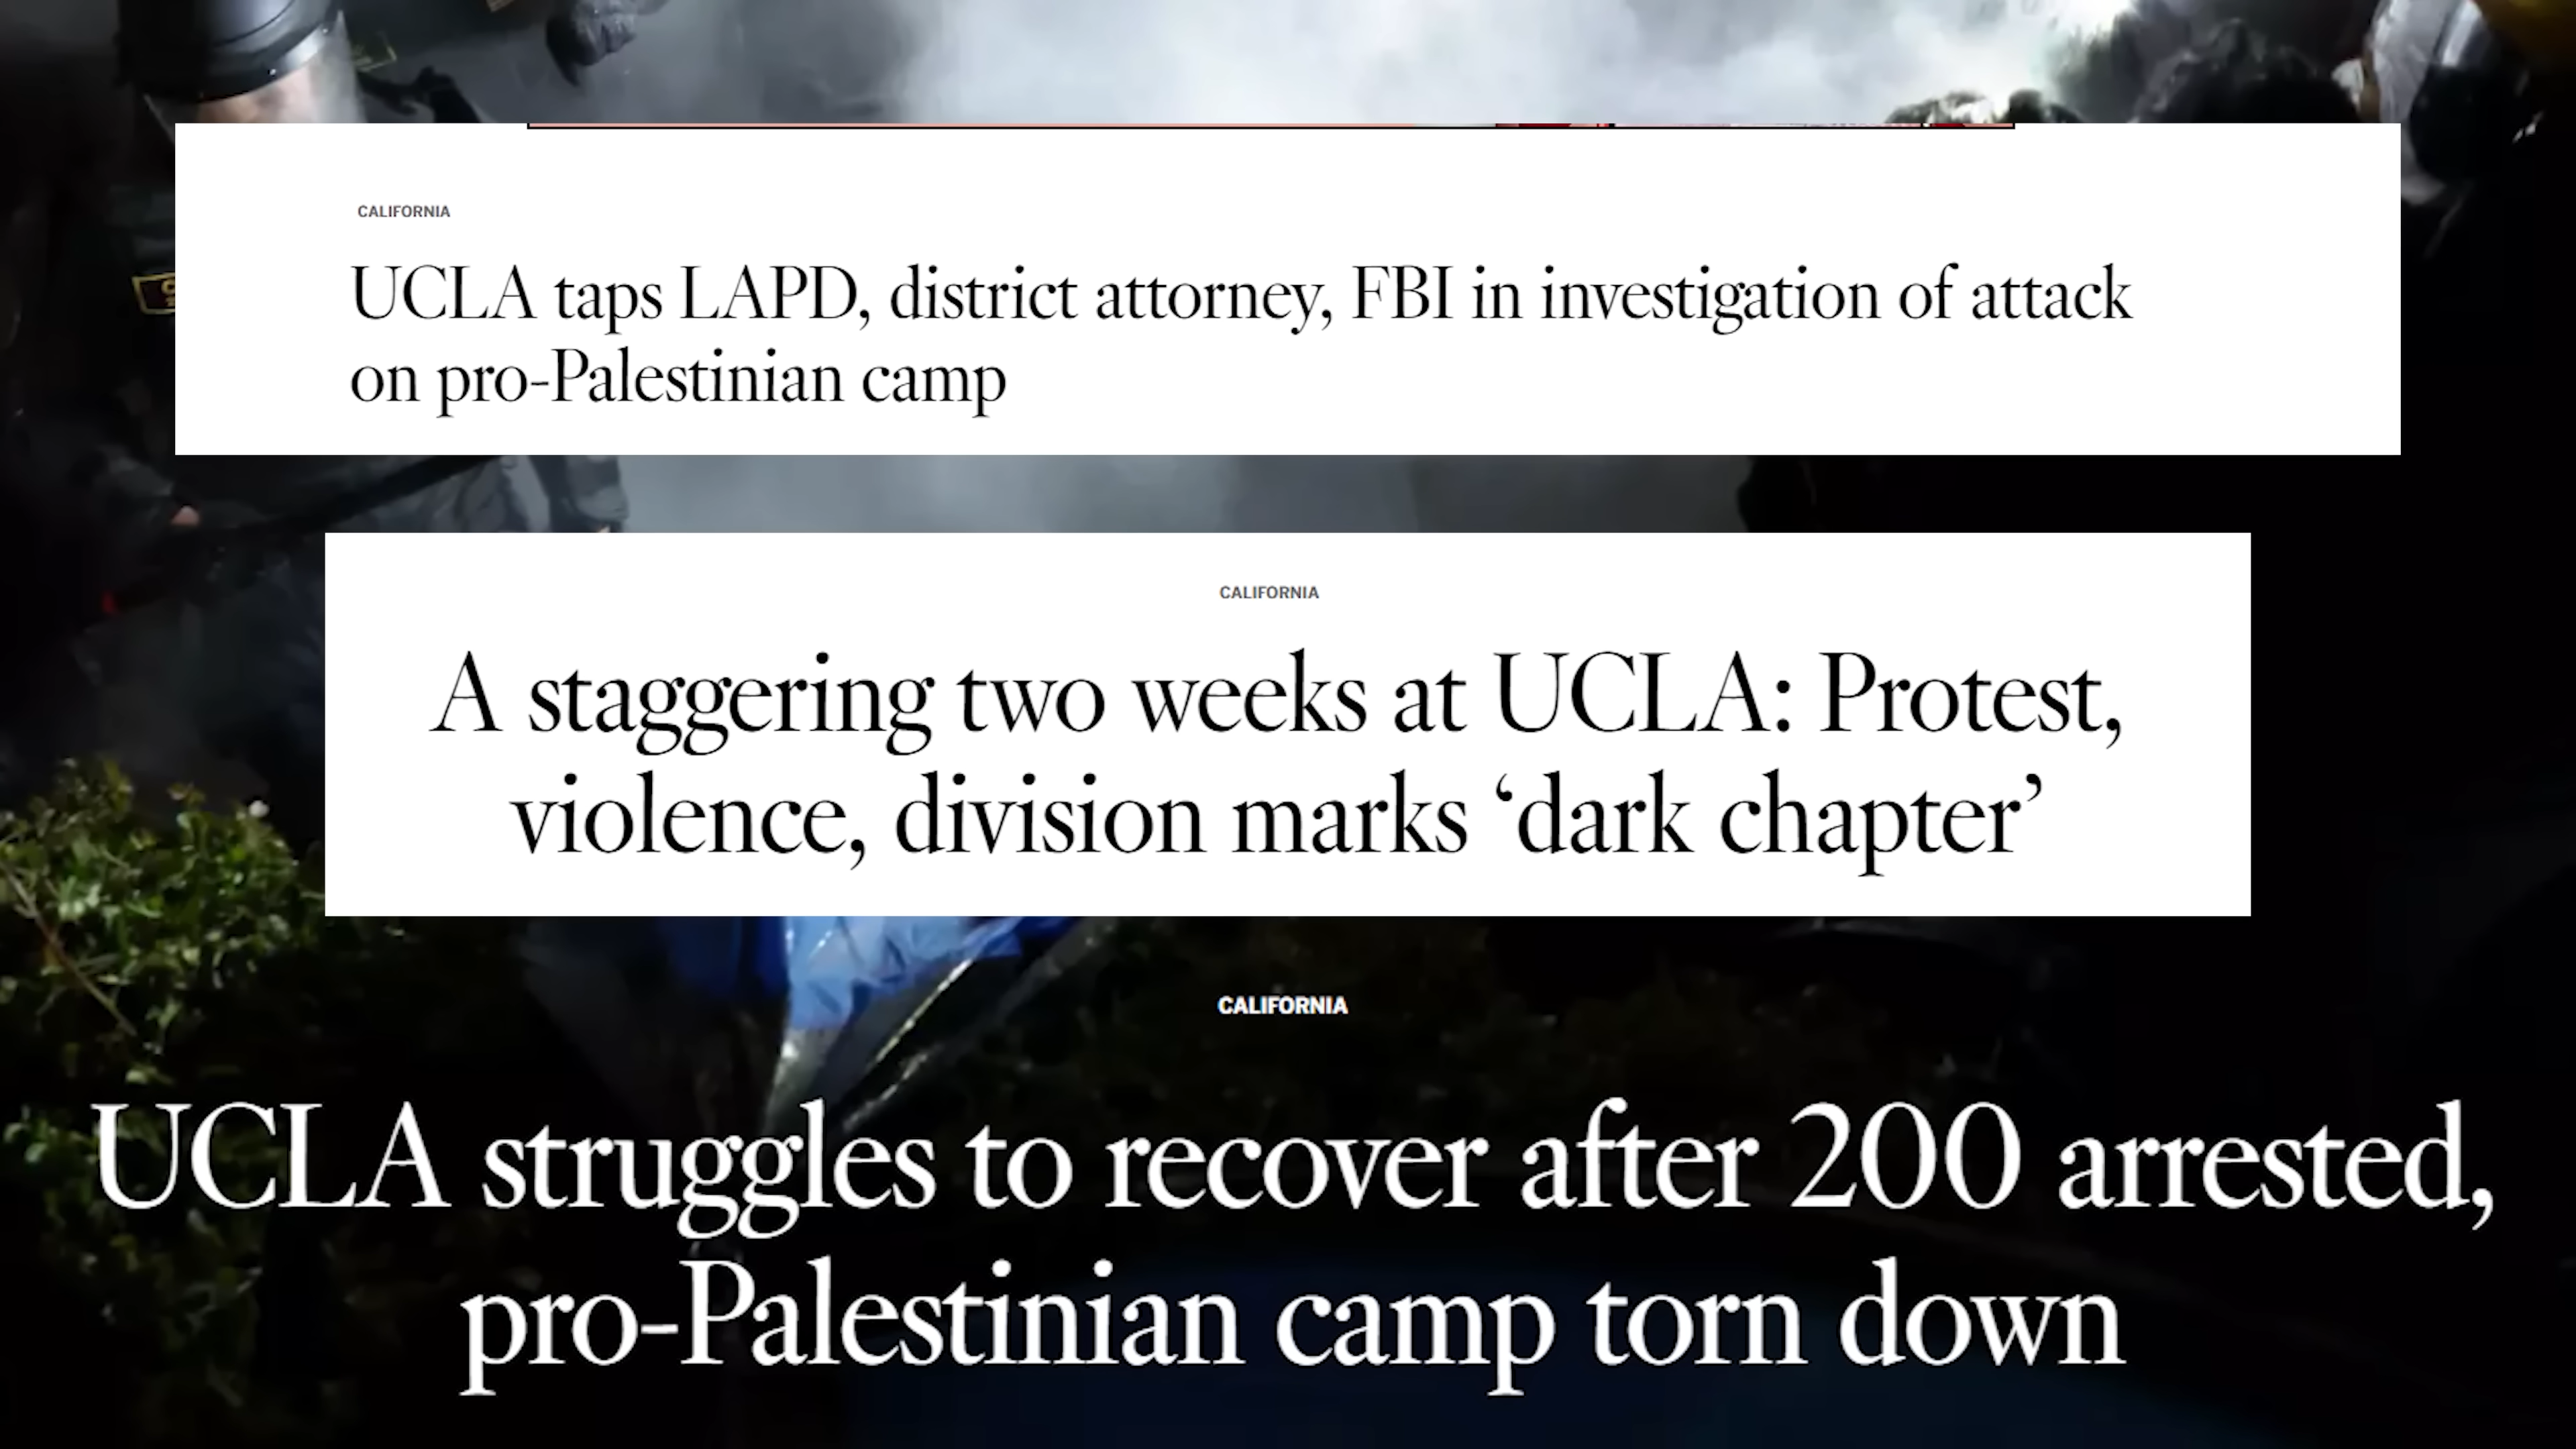 CALIFORNIA
UCLA taps LAPD, district attorney, FBI in investigation of attack
on pro-Palestinian camp
CALIFORNIA
A staggering two weeks at UCLA: Protest,
violence, division marks ‘dark chapter’
CALIFORNIA
UCLA struggles to recover after 200 arrested,
pro-Palestinian camp torn down